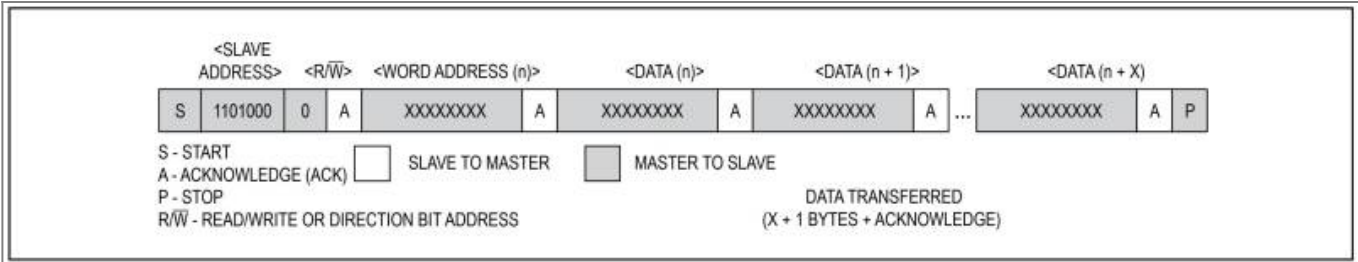 <SLAVE
ADDRESS> <R/W̅> <WORD ADDRESS (n)> <DATA (n)> <DATA (n + 1)> <DATA (n + X)
S 1101000 0 A XXXXXXXX A XXXXXXXX A XXXXXXXX A ... XXXXXXXX A P
S - START
A - ACKNOWLEDGE (ACK) SLAVE TO MASTER MASTER TO SLAVE
P - STOP DATA TRANSFERRED
R/W̅ - READ/WRITE OR DIRECTION BIT ADDRESS (X + 1 BYTES + ACKNOWLEDGE)